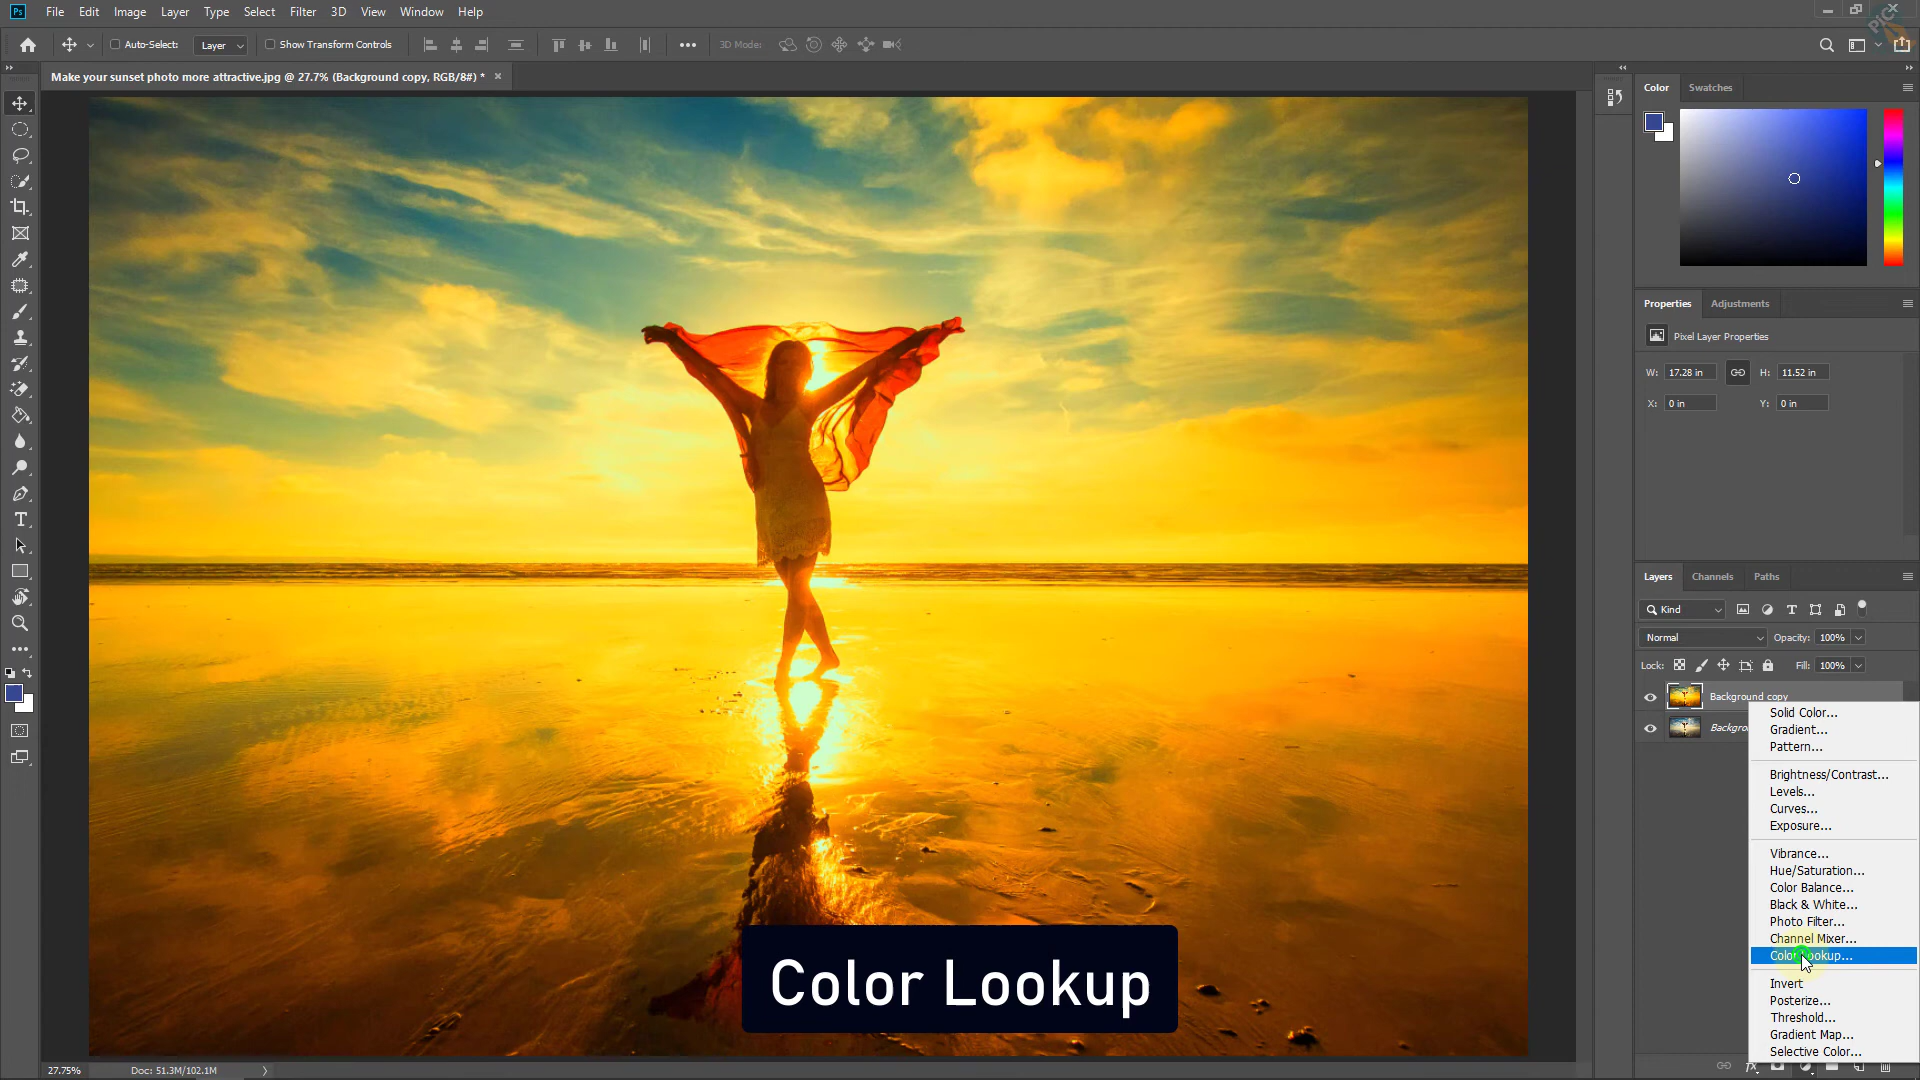 Ps File Edit Image Layer Type Select Filter 3D View Window Help
PiC
Auto-Select: Layer Show Transform Controls 3D Mode:
Make your sunset photo more attractive.jpg @ 27.7% (Background copy, RGB/8#) *
Color Swatches
Properties Adjustments
Pixel Layer Properties
W: 17.28 in H: 11.52 in
X: 0 in Y: 0 in
Layers Channels Paths
Kind
Normal Opacity: 100%
Lock: Fill: 100%
Background copy
Solid Color...
Gradient...
Pattern...
Brightness/Contrast...
Levels...
Curves...
Exposure...
Vibrance...
Hue/Saturation...
Color Balance...
Black & White...
Photo Filter...
Channel Mixer...
Color Lookup...
Invert
Posterize...
Threshold...
Gradient Map...
Selective Color...
Color Lookup
27.75% Doc: 51.3M/102.1M